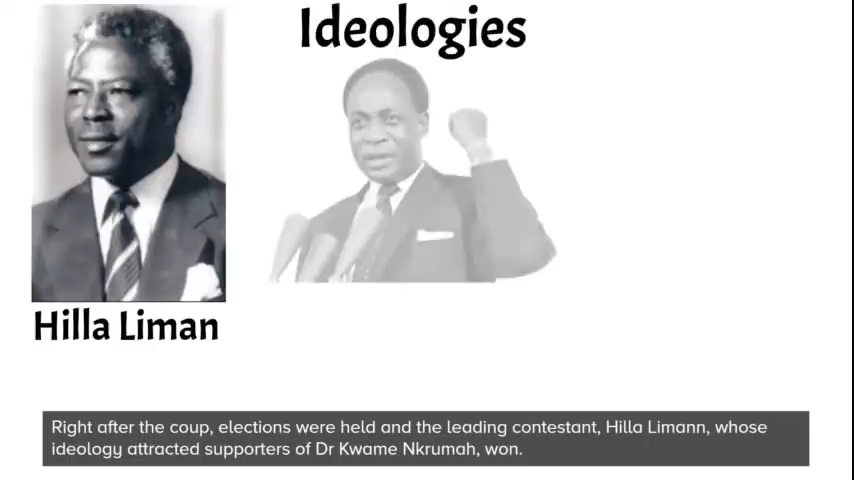 Ideologies
Hilla Liman
Right after the coup, elections were held and the leading contestant, Hilla Limann, whose
ideology attracted supporters of Dr Kwame Nkrumah, won.